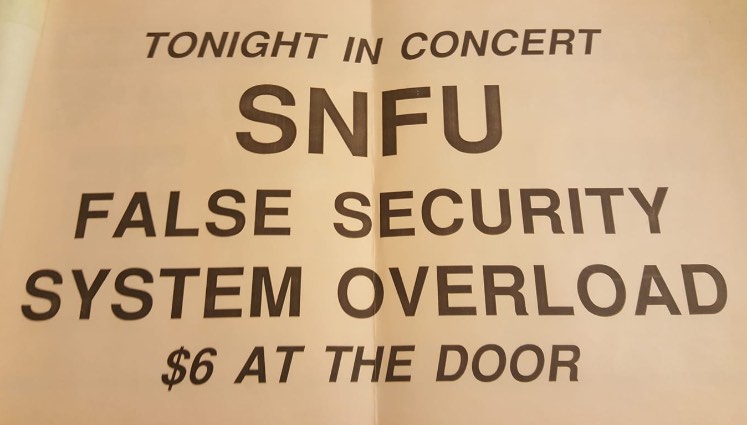 TONIGHT IN CONCERT
SNFU
FALSE SECURITY
SYSTEM OVERLOAD
$6 AT THE DOOR